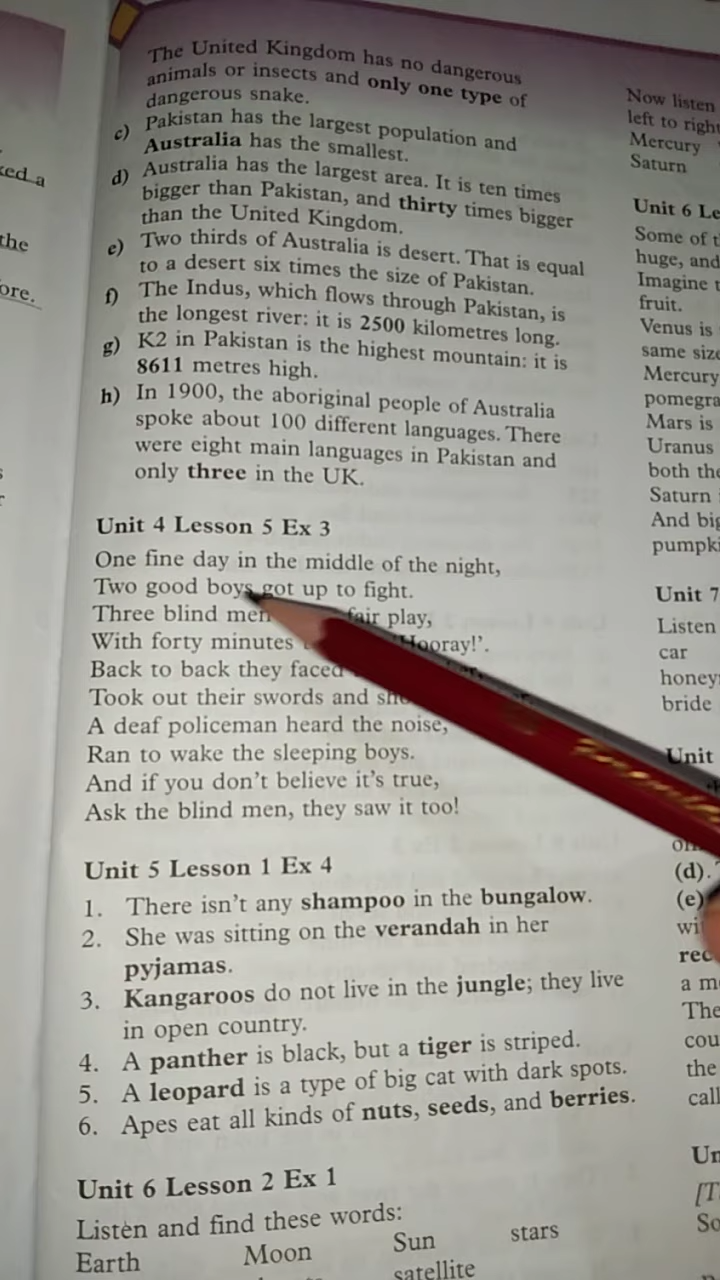 The United Kingdom has no dangerous
animals or insects and only one type of
dangerous snake.
c) Pakistan has the largest population and
Australia has the smallest.
d) Australia has the largest area. It is ten times
bigger than Pakistan, and thirty times bigger
than the United Kingdom.
e) Two thirds of Australia is desert. That is equal
to a desert six times the size of Pakistan.
f) The Indus, which flows through Pakistan, is
the longest river: it is 2500 kilometres long.
g) K2 in Pakistan is the highest mountain: it is
8611 metres high.
h) In 1900, the aboriginal people of Australia
spoke about 100 different languages. There
were eight main languages in Pakistan and
only three in the UK.
Unit 4 Lesson 5 Ex 3
One fine day in the middle of the night,
Two good boys got up to fight.
Three blind men fair play,
With forty minutes Hooray!'.
Back to back they faced
Took out their swords and
A deaf policeman heard the noise,
Ran to wake the sleeping boys.
And if you don't believe it's true,
Ask the blind men, they saw it too!
Unit 5 Lesson 1 Ex 4
1. There isn't any shampoo in the bungalow.
2. She was sitting on the verandah in her
pyjamas.
3. Kangaroos do not live in the jungle; they live
in open country.
4. A panther is black, but a tiger is striped.
5. A leopard is a type of big cat with dark spots.
6. Apes eat all kinds of nuts, seeds, and berries.
Unit 6 Lesson 2 Ex 1
Listen and find these words:
Earth Moon Sun stars
satellite
Now listen
left to right
Mercury
Saturn
Unit 6
Some of
huge, and
Imagine
fruit.
Venus is
same size
Mercury
Mars is
Uranus
both the
Saturn
And
Unit 7
Listen
car
bride
Unit
(d).
(e)
The
the
call
a
the
ore.